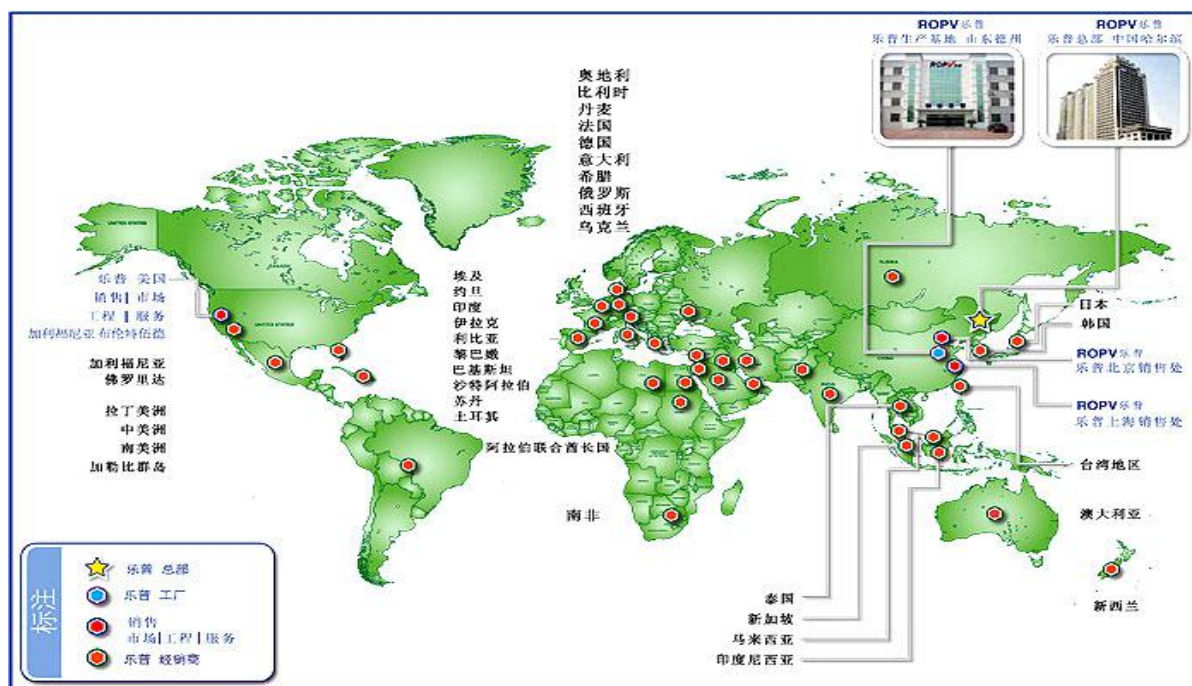 ROPV乐普
乐普生产基地 山东德州
ROPV乐普
乐普总部 中国哈尔滨
ROPV
奥地利
比利时
丹麦
法国
德国
意大利
希腊
俄罗斯
西班牙
乌克兰
UNITED STATES
CANADA
RUSSIA
乐普 美国
销售| 市场
工程 | 服务
加利福尼亚 布伦特伍德
UNITED STATES
加利福尼亚
佛罗里达
拉丁美洲
中美洲
南美洲
加勒比群岛
埃及
约旦
印度
伊拉克
利比亚
黎巴嫩
巴基斯坦
沙特阿拉伯
苏丹
土耳其
阿拉伯联合酋长国
南非
CHINA
INDIA
日本
韩国
ROPV乐普
乐普北京销售处
ROPV乐普
乐普上海销售处
台湾地区
澳大利亚
新西兰
泰国
新加坡
马来西亚
印度尼西亚
标注
乐普 总部
乐普 工厂
销售
市场|工程 | 服务
乐普 经销商